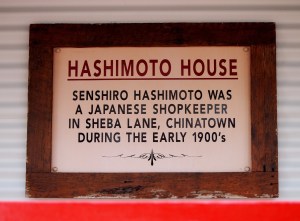 HASHIMOTO HOUSE
SENSHIRO HASHIMOTO WAS
A JAPANESE SHOPKEEPER
IN SHEBA LANE, CHINATOWN
DURING THE EARLY 1900's